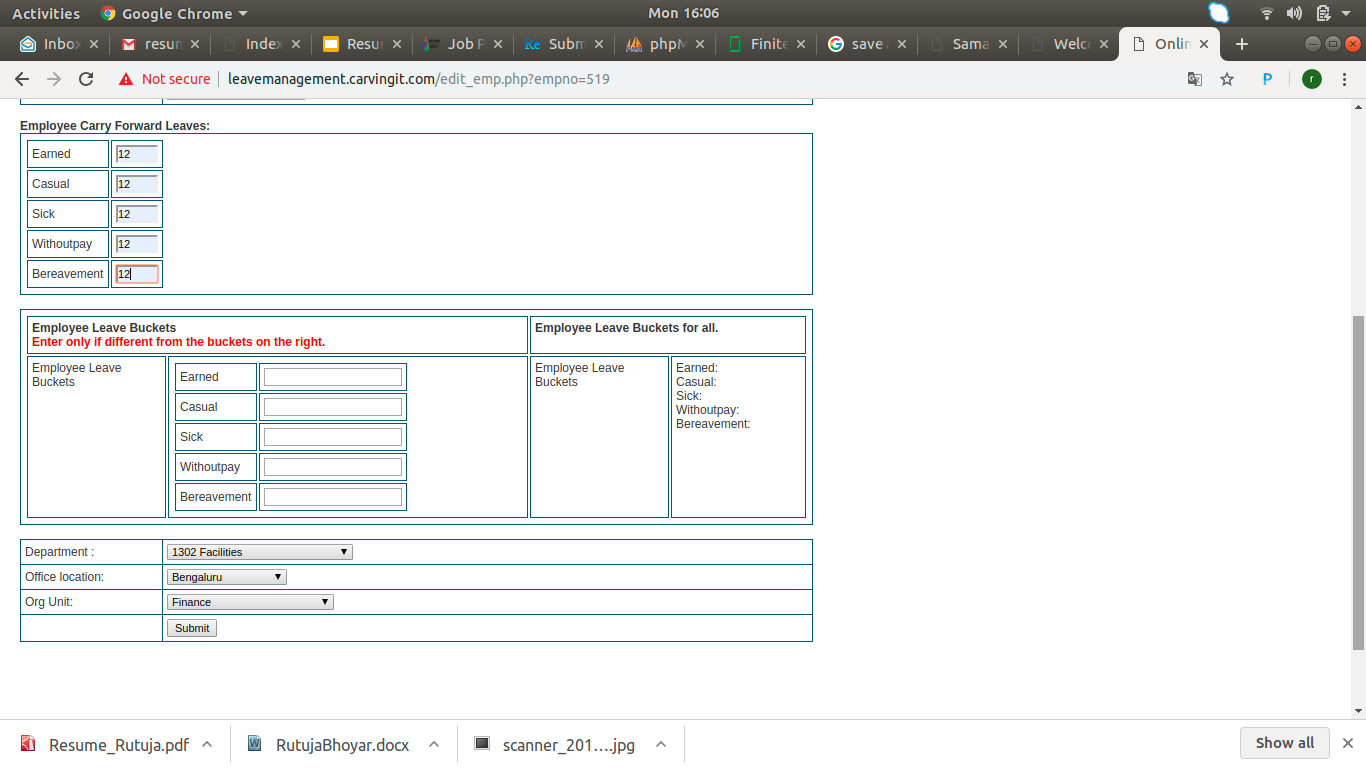 Activities Google Chrome Mon 16:06
Inbox resum Index Resu Job P Subm phpM Finite save Sama Welco Onlin
Not secure leavemanagement.carvingit.com/edit_emp.php?empno=519 P r
Employee Carry Forward Leaves:
Earned 12
Casual 12
Sick 12
Withoutpay 12
Bereavement 12
Employee Leave Buckets
Enter only if different from the buckets on the right.
Employee Leave Buckets for all.
Employee Leave
Buckets
Earned
Casual
Sick
Withoutpay
Bereavement
Employee Leave
Buckets
Earned:
Casual:
Sick:
Withoutpay:
Bereavement:
Department : 1302 Facilities
Office location: Bengaluru
Org Unit: Finance
Submit
Resume_Rutuja.pdf RutujaBhoyar.docx scanner_201....jpg Show all